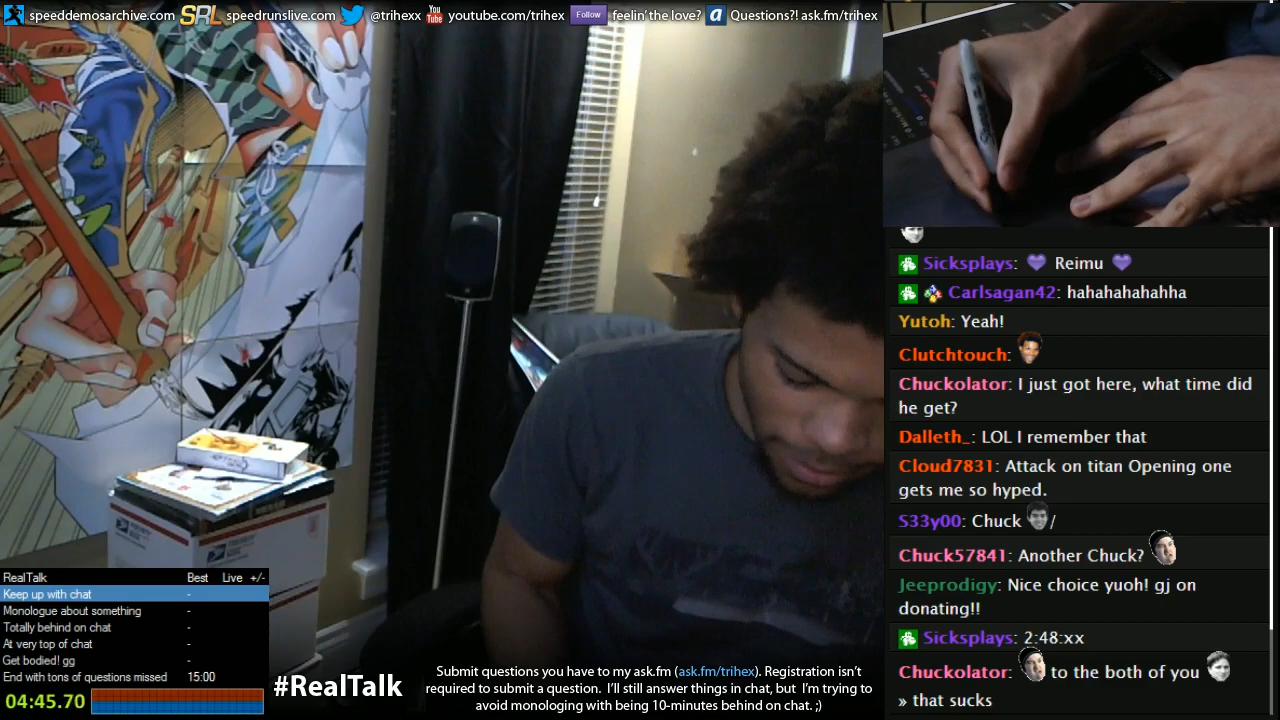 speeddemosarchive.com SRL speedrunslive.com @trihexx You Tube youtube.com/trihex Follow feelin' the love? a Questions?! ask.fm/trihex
Sicksplays: Reimu
Carlsagan42: hahahahahahha
Yutoh: Yeah!
Clutchtouch:
Chuckolator: I just got here, what time did
he get?
Dalleth_: LOL I remember that
Cloud7831: Attack on titan Opening one
gets me so hyped.
S33y00: Chuck /
Chuck57841: Another Chuck?
Jeeprodigy: Nice choice yuoh! gj on
donating!!
Sicksplays: 2:48:xx
Chuckolator: to the both of you
» that sucks
RealTalk Best Live +/-
Keep up with chat -
Monologue about something -
Totally behind on chat -
At very top of chat -
Get bodied! gg -
End with tons of questions missed 15:00
04:45.70
#RealTalk
Submit questions you have to my ask.fm (ask.fm/trihex). Registration isn't
required to submit a question. I'll still answer things in chat, but I'm trying to
avoid monologing with being 10-minutes behind on chat. ;)